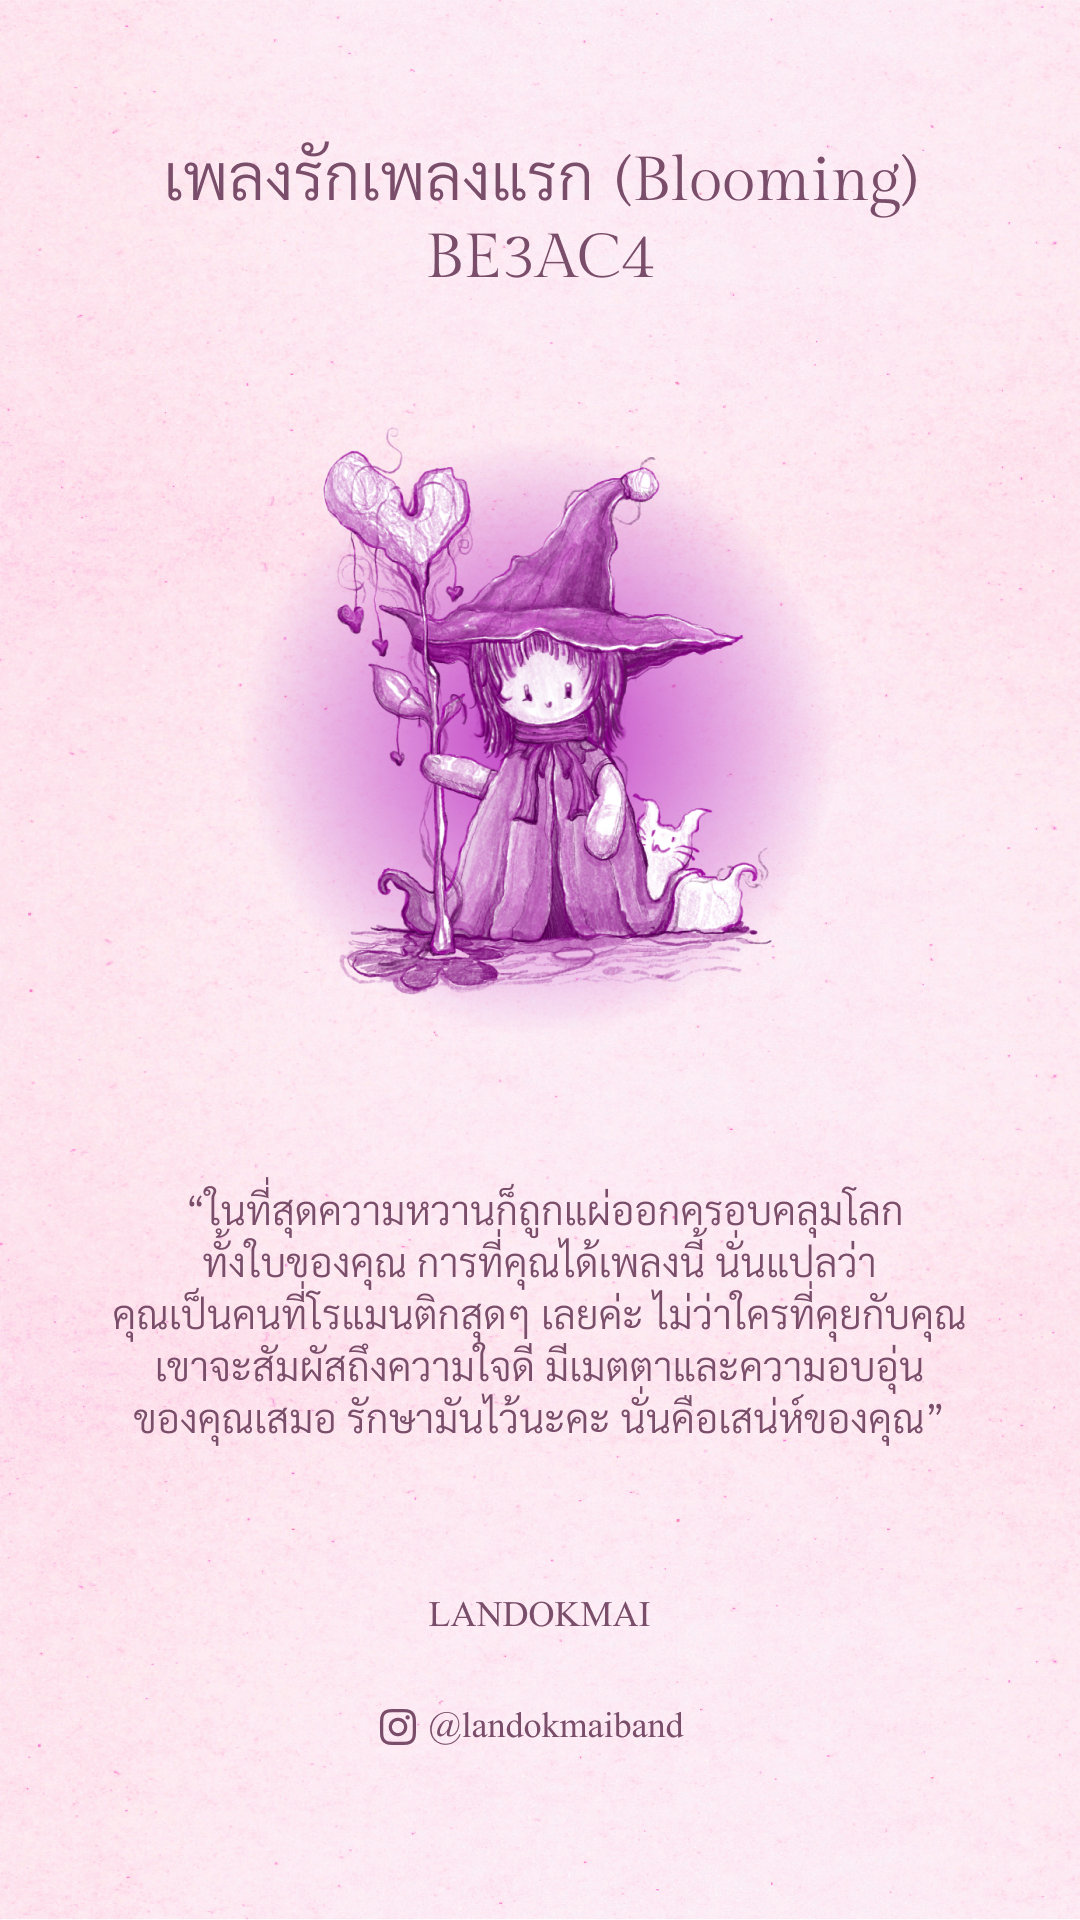 เพลงรักเพลงแรก (Blooming)
BE3AC4
“ในที่สุดความหวานก็ถูกแผ่ออกครอบคลุมโลก
ทั้งใบของคุณ การที่คุณได้เพลงนี้ นั่นแปลว่า
คุณเป็นคนที่โรแมนติกสุดๆ เลยค่ะ ไม่ว่าใครที่คุยกับคุณ
เขาจะสัมผัสถึงความใจดี มีเมตตาและความอบอุ่น
ของคุณเสมอ รักษามันไว้นะคะ นั่นคือเสน่ห์ของคุณ”
LANDOKMAI
@landokmaiband